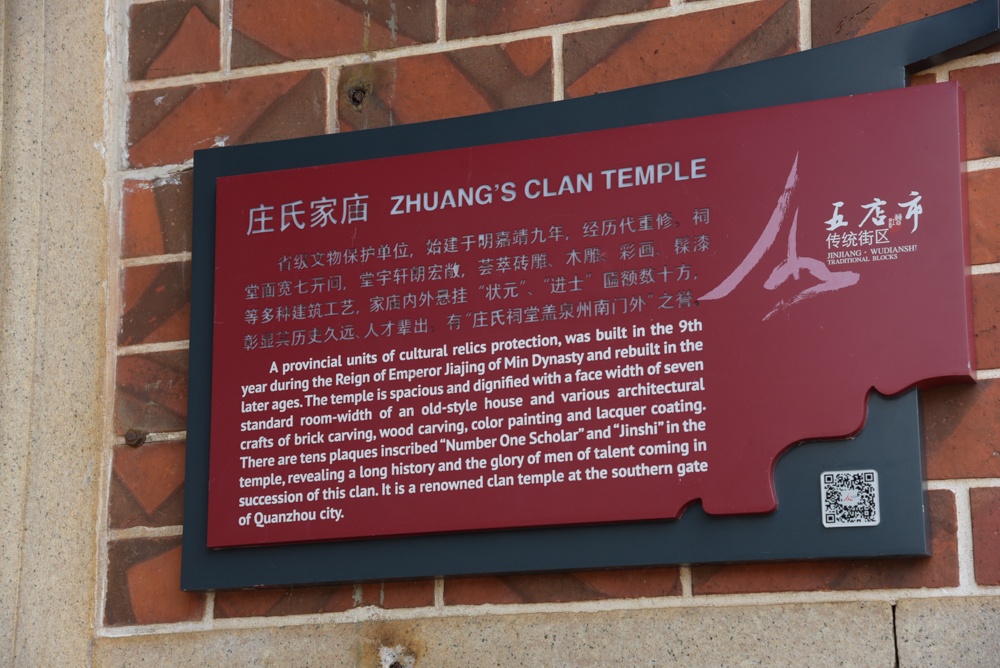 庄氏家庙 ZHUANG'S CLAN TEMPLE
省级文物保护单位，始建于明嘉靖九年，经历代重修。祠
堂面宽七开间，堂宇轩朗宏敞，荟萃砖雕、木雕、彩画、髹漆
等多种建筑工艺，家庙内外悬挂“状元”、“进士”匾额数十方，
彰显其历史久远、人才辈出，有“庄氏祠堂盖泉州南门外”之誉。
A provincial units of cultural relics protection, was built in the 9th
year during the Reign of Emperor Jiajing of Min Dynasty and rebuilt in the
later ages. The temple is spacious and dignified with a face width of seven
standard room-width of an old-style house and various architectural
crafts of brick carving, wood carving, color painting and lacquer coating.
There are tens plaques inscribed “Number One Scholar” and “Jinshi” in the
temple, revealing a long history and the glory of men of talent coming in
succession of this clan. It is a renowned clan temple at the southern gate
of Quanzhou city.
五店市
传统街区
JINJIANG·WUDIANSHI
TRADITIONAL BLOCKS